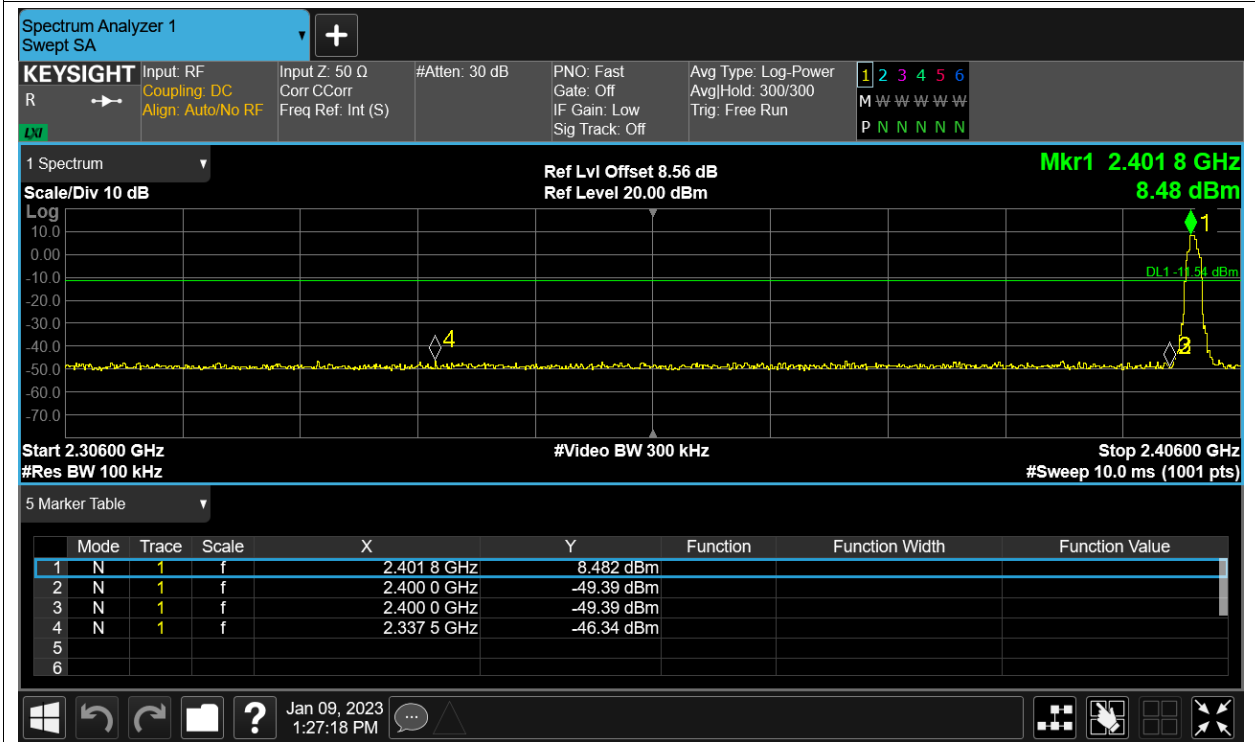 Spectrum Analyzer 1
Swept SA
+
KEYSIGHT Input: RF Input Z: 50 Ω #Atten: 30 dB PNO: Fast Avg Type: Log-Power 1 2 3 4 5 6
R Coupling: DC Corr CCorr Gate: Off Avg|Hold: 300/300 M W W W W W
Align: Auto/No RF Freq Ref: Int (S) IF Gain: Low Trig: Free Run
LXI Sig Track: Off P N N N N N
1 Spectrum Ref Lvl Offset 8.56 dB Mkr1 2.401 8 GHz
Scale/Div 10 dB Ref Level 20.00 dBm 8.48 dBm
Log
1
10.0
0.00
DL1 -11.54 dBm
-10.0
-20.0
-30.0
4
-40.0
-50.0
-60.0
-70.0
Start 2.30600 GHz #Video BW 300 kHz Stop 2.40600 GHz
#Res BW 100 kHz #Sweep 10.0 ms (1001 pts)
5 Marker Table
Mode Trace Scale X Y Function Function Width Function Value
1 N 1 f 2.401 8 GHz 8.482 dBm
2 N 1 f 2.400 0 GHz -49.39 dBm
3 N 1 f 2.400 0 GHz -49.39 dBm
4 N 1 f 2.337 5 GHz -46.34 dBm
5
6
? Jan 09, 2023
1:27:18 PM